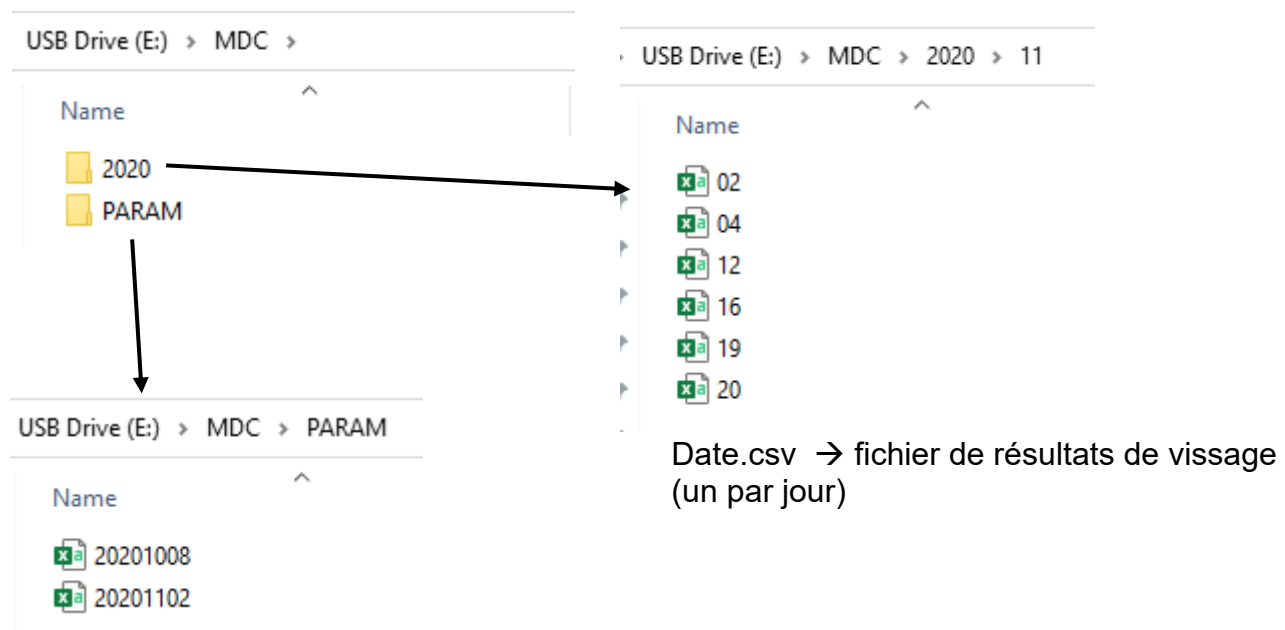 USB Drive (E:) > MDC >
Name
2020
PARAM
USB Drive (E:) > MDC > 2020 > 11
Name
02
04
12
16
19
20
Date.csv → fichier de résultats de vissage
(un par jour)
USB Drive (E:) > MDC > PARAM
Name
20201008
20201102